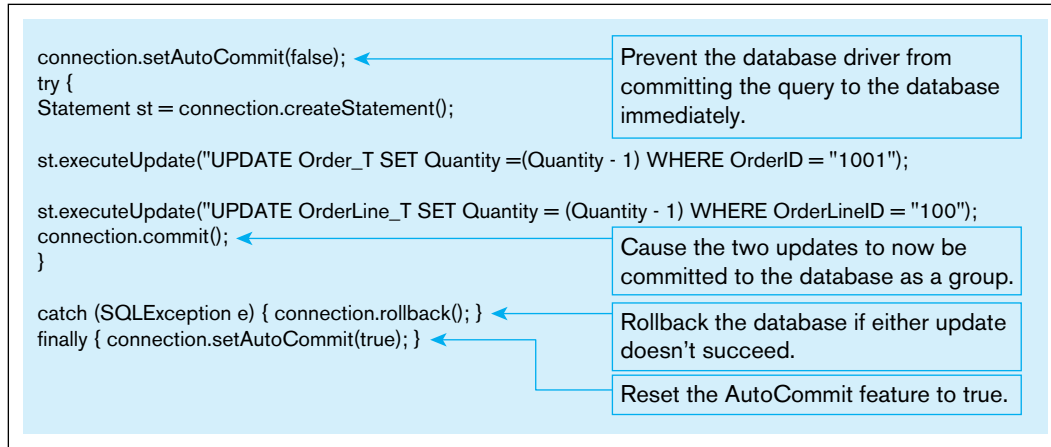 connection.setAutoCommit(false);
Prevent the database driver from
committing the query to the database
immediately.
try {
Statement st = connection.createStatement();
st.executeUpdate("UPDATE Order_T SET Quantity =(Quantity - 1) WHERE OrderID = "1001");
st.executeUpdate("UPDATE OrderLine_T SET Quantity = (Quantity - 1) WHERE OrderLineID = "100");
connection.commit();
Cause the two updates to now be
committed to the database as a group.
}
catch (SQLException e) { connection.rollback(); }
Rollback the database if either update
doesn't succeed.
finally { connection.setAutoCommit(true); }
Reset the AutoCommit feature to true.